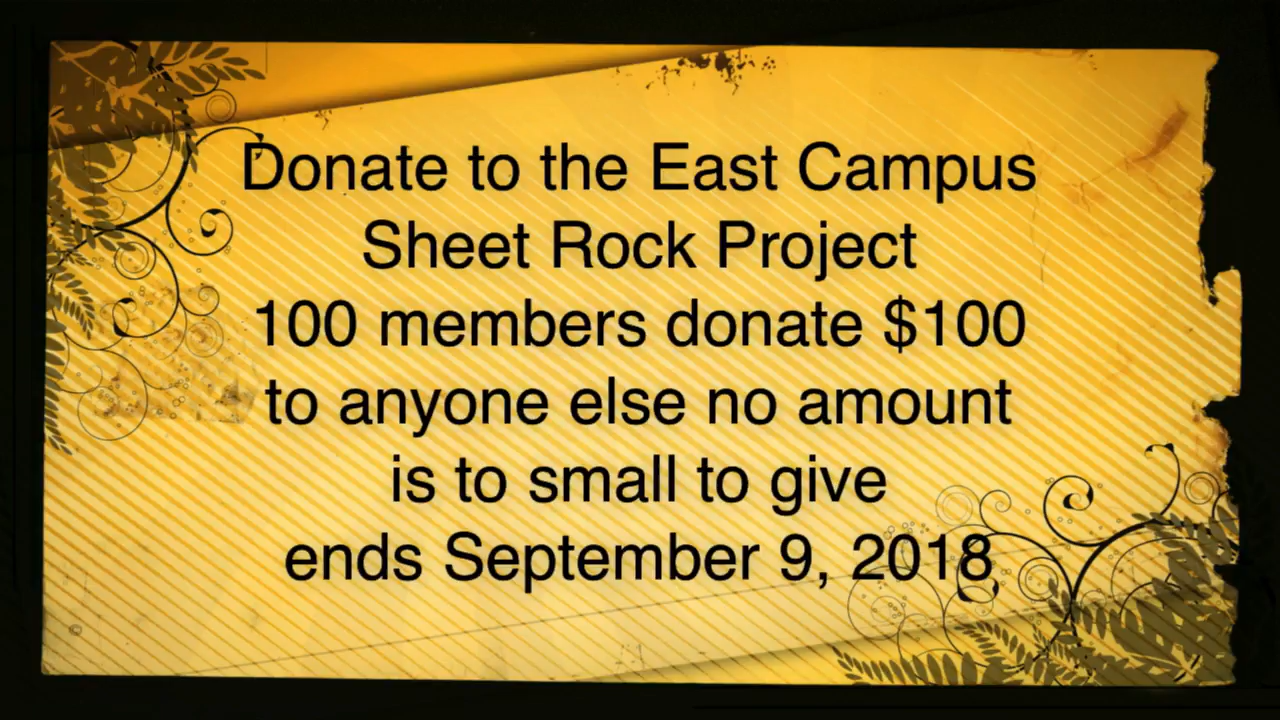 Donate to the East Campus
Sheet Rock Project
100 members donate $100
to anyone else no amount
is to small to give
ends September 9, 2018